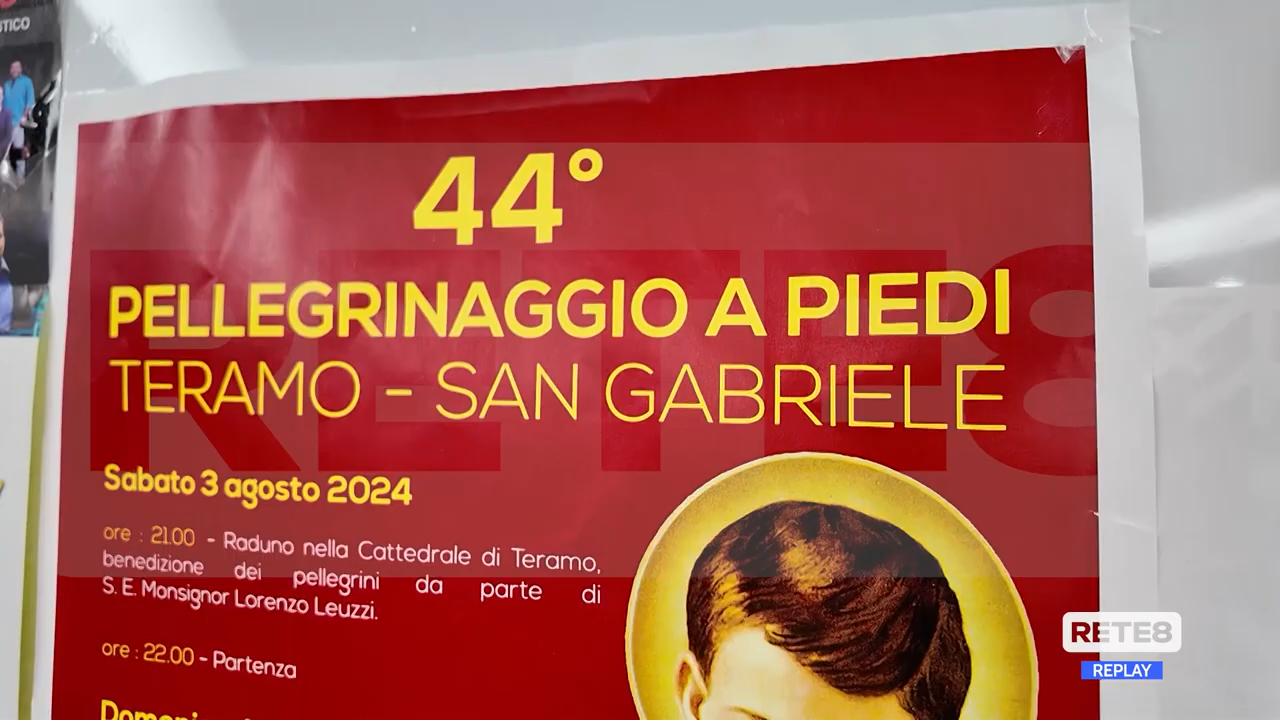 44°
PELLEGRINAGGIO A PIEDI
TERAMO - SAN GABRIELE
Sabato 3 agosto 2024
ore : 21.00 - Raduno nella Cattedrale di Teramo,
benedizione dei pellegrini da parte di
S. E. Monsignor Lorenzo Leuzzi.
ore : 22.00 - Partenza
RETE8
RETE8
REPLAY